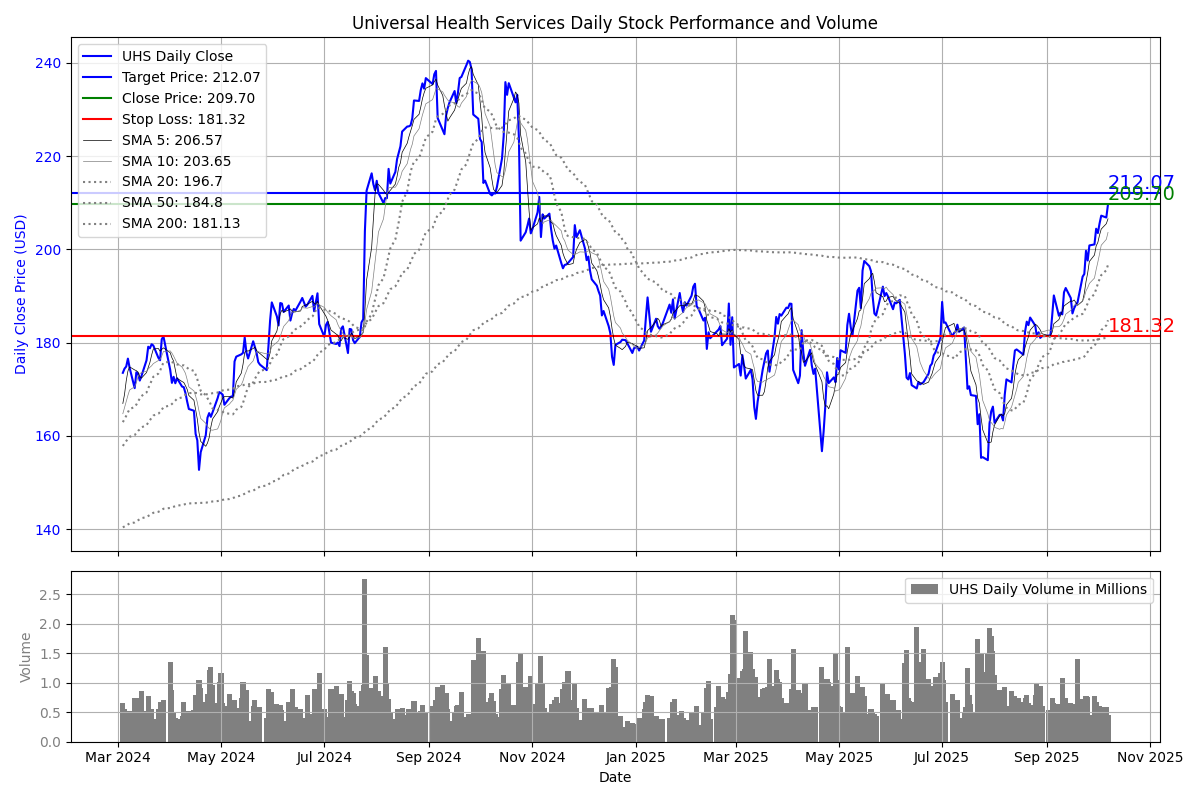 Universal Health Services Daily Stock Performance and Volume
UHS Daily Close
Target Price: 212.07
Close Price: 209.70
Stop Loss: 181.32
SMA 5: 206.57
SMA 10: 203.65
SMA 20: 196.7
SMA 50: 184.8
SMA 200: 181.13
Daily Close Price (USD)
240
220
200
180
160
140
212.07
209.70
181.32
UHS Daily Volume in Millions
Volume
2.5
2.0
1.5
1.0
0.5
0.0
Mar 2024 May 2024 Jul 2024 Sep 2024 Nov 2024 Jan 2025 Mar 2025 May 2025 Jul 2025 Sep 2025 Nov 2025
Date